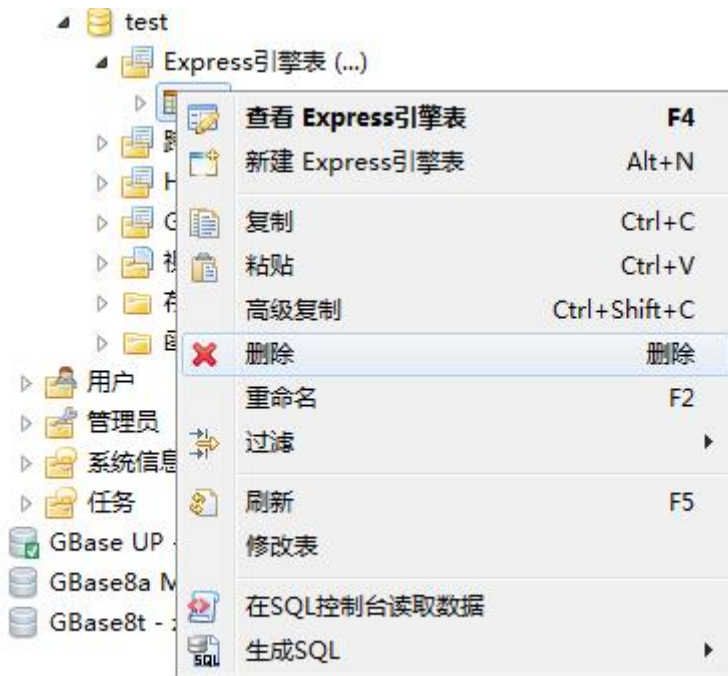 test
Express引擎表 (...)
查看 Express引擎表 F4
新建 Express引擎表 Alt+N
H
G
复制 Ctrl+C
粘贴 Ctrl+V
高级复制 Ctrl+Shift+C
删除 删除
用户
重命名 F2
管理员
过滤
系统信息
任务
刷新 F5
GBase UP -
修改表
GBase8a M
在SQL控制台读取数据
GBase8t -
生成SQL
SQL